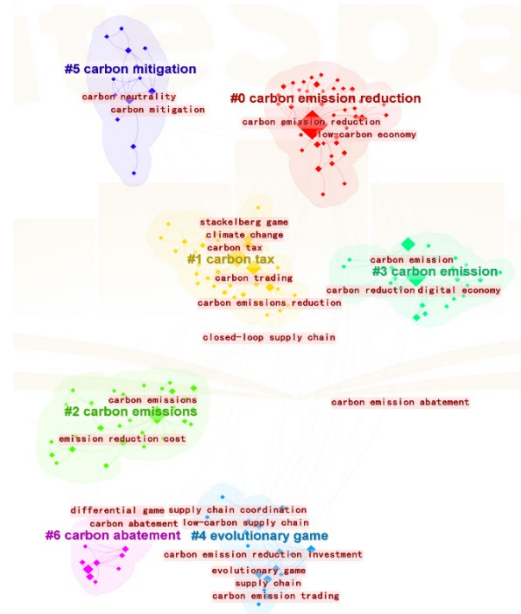 #5 carbon mitigation
carbon neutrality
carbon mitigation
#0 carbon emission reduction
carbon emission reduction
low-carbon economy
stackelberg game
climate change
carbon tax
#1 carbon tax
carbon trading
carbon emissions reduction
carbon emission
#3 carbon emission
carbon reduction
digital economy
closed-loop supply chain
carbon emissions
#2 carbon emissions
emission reduction cost
carbon emission abatement
differential game
supply chain coordination
carbon abatement
low-carbon supply chain
#6 carbon abatement
#4 evolutionary game
carbon emission reduction investment
evolutionary game
supply chain
carbon emission trading